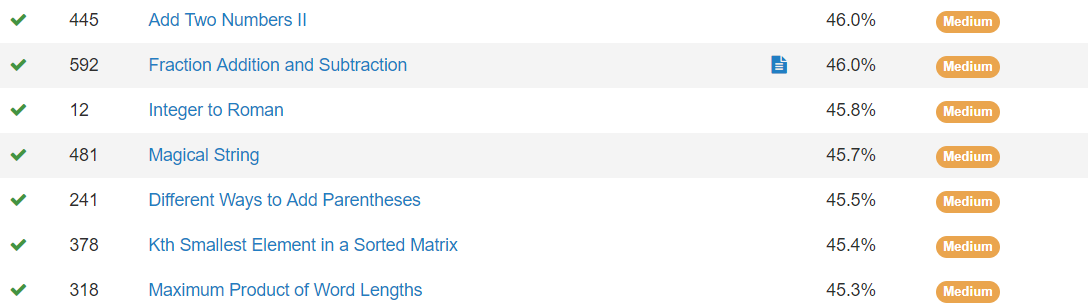 445 Add Two Numbers II 46.0% Medium
592 Fraction Addition and Subtraction 46.0% Medium
12 Integer to Roman 45.8% Medium
481 Magical String 45.7% Medium
241 Different Ways to Add Parentheses 45.5% Medium
378 Kth Smallest Element in a Sorted Matrix 45.4% Medium
318 Maximum Product of Word Lengths 45.3% Medium